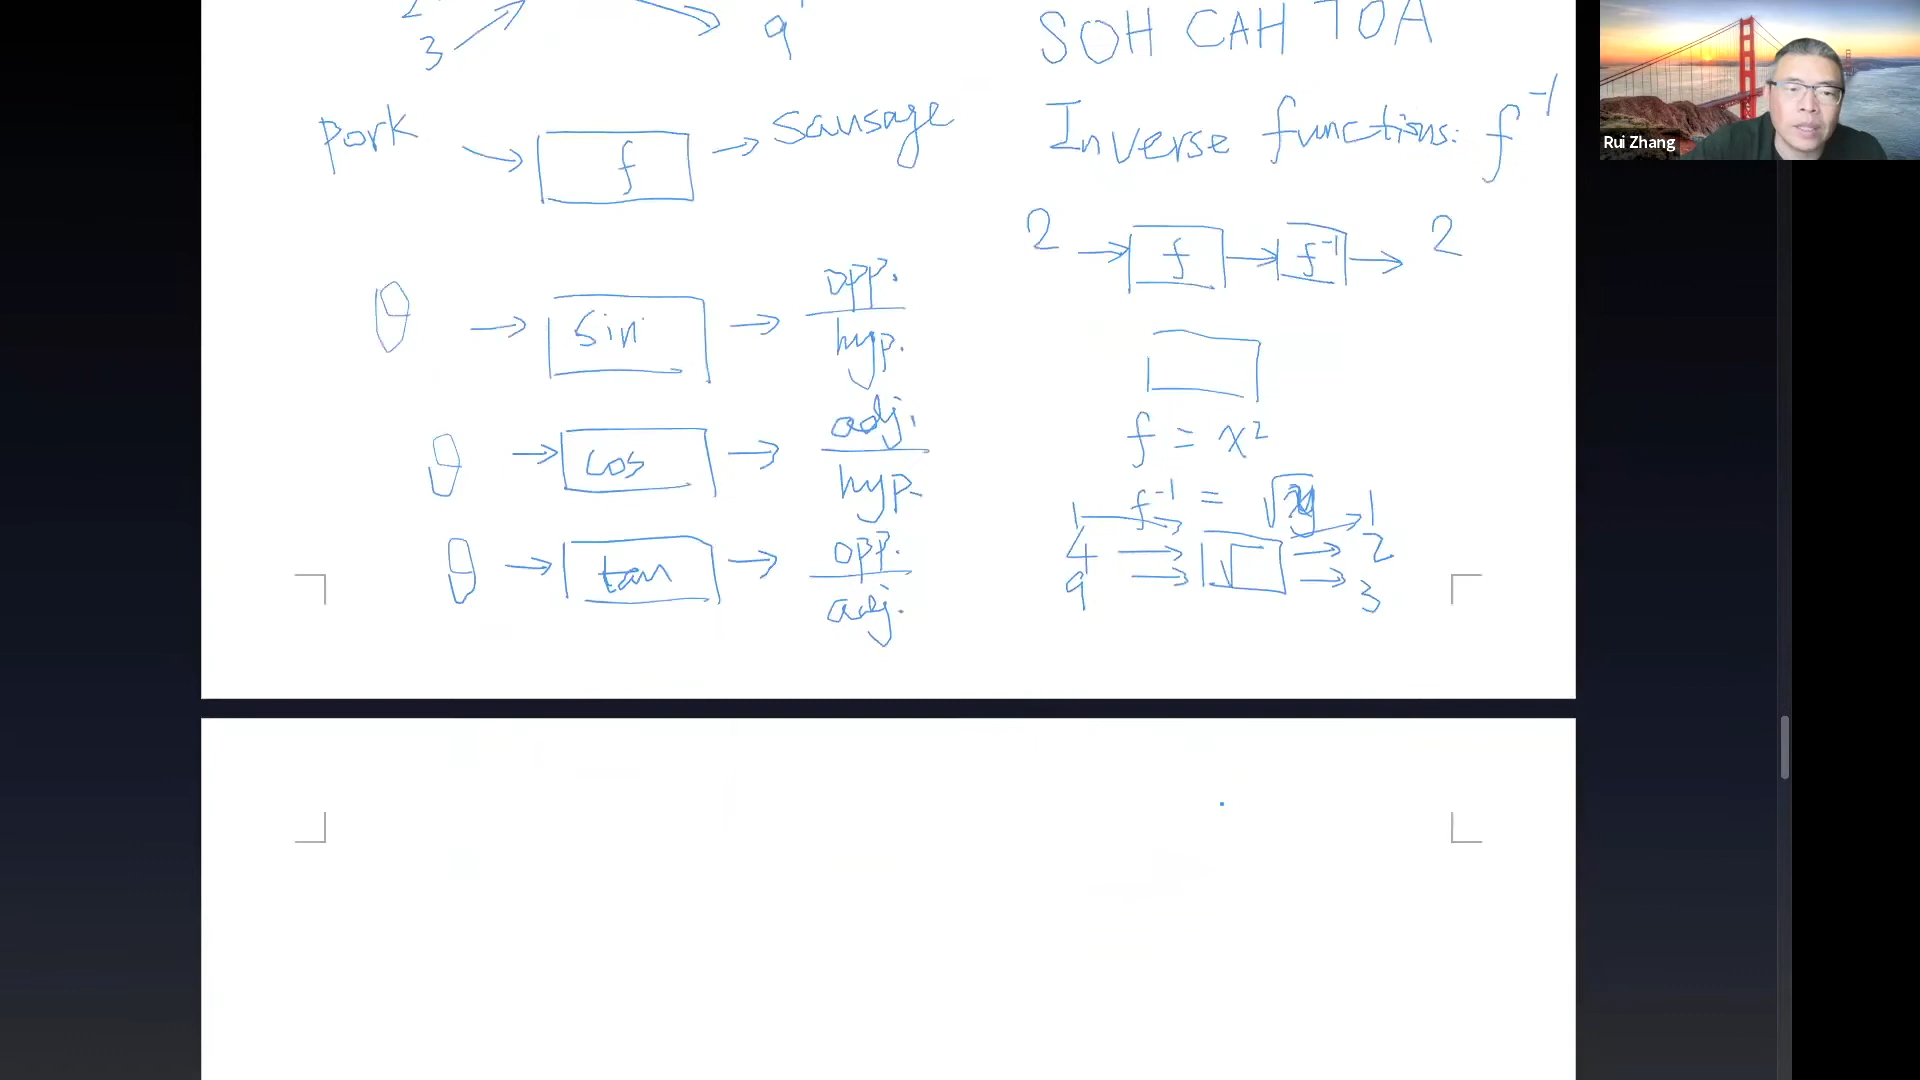 2
3
9
SOH CAH TOA
Pork → f → sausage
Inverse functions: f⁻¹
2 → f → f⁻¹ → 2
θ → sin → opp. / hyp.
f = x²
θ → cos → adj. / hyp.
f⁻¹ = √y
θ → tan → opp. / adj.
1 → 1
4 → √ → 2
9 → 3
Rui Zhang